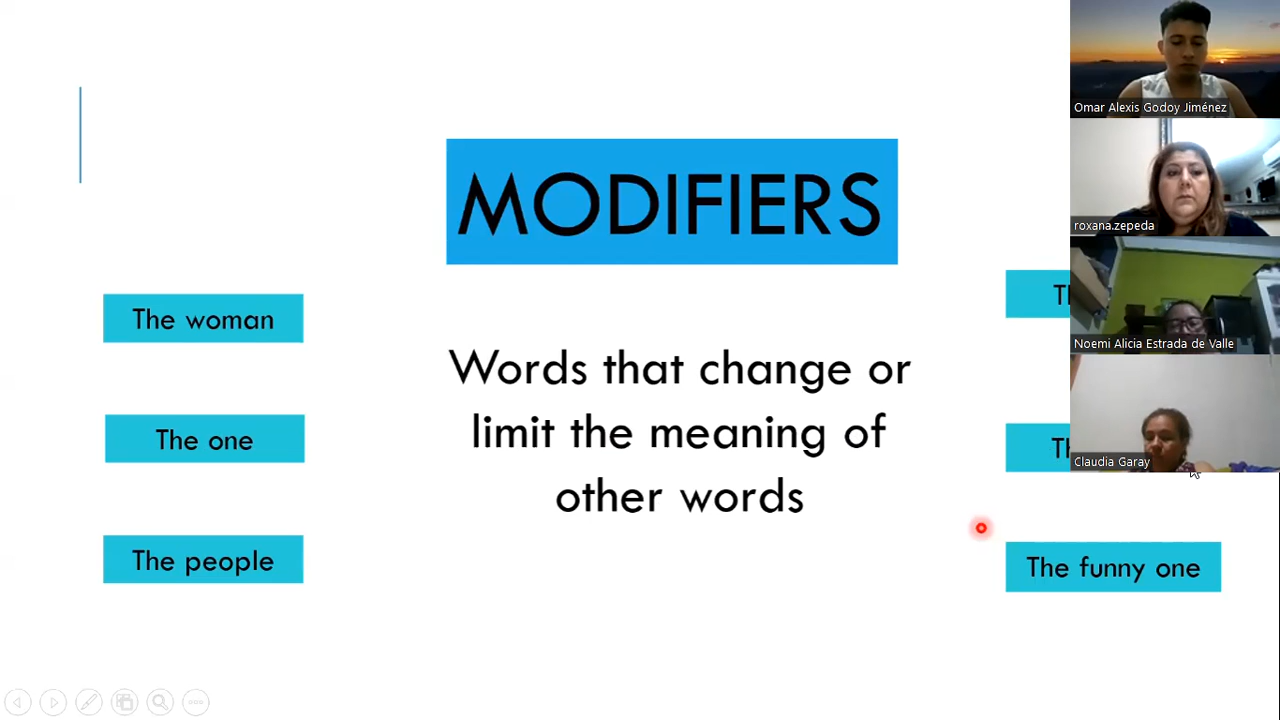 MODIFIERS
The woman
The one
The people
Words that change or
limit the meaning of
other words
The funny one
Omar Alexis Godoy Jiménez
roxana.zepeda
Noemi Alicia Estrada de Valle
Claudia Garay